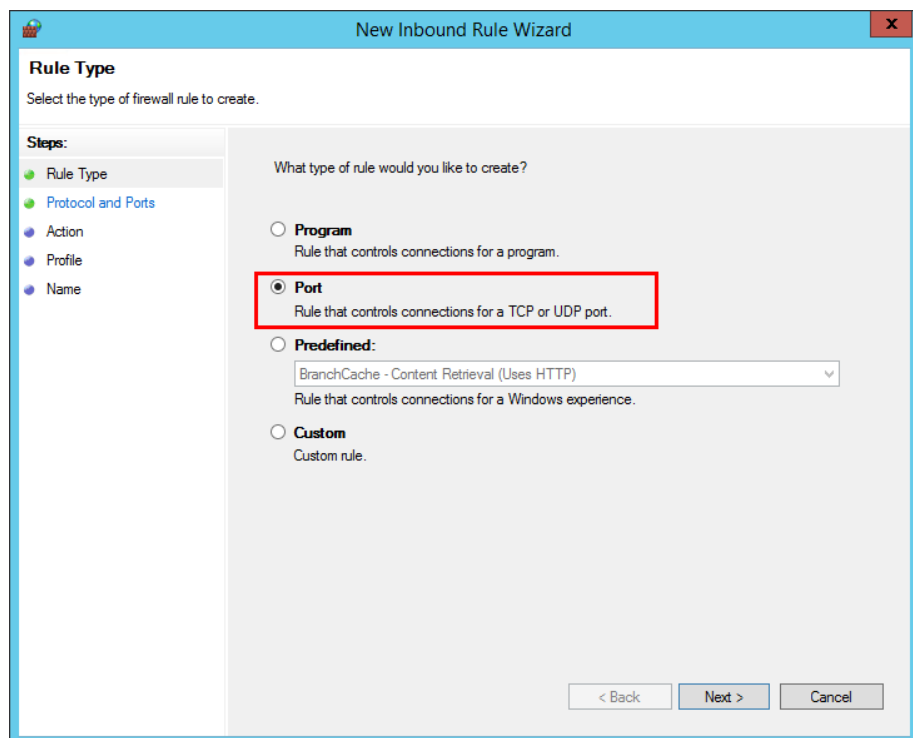 New Inbound Rule Wizard
x
Rule Type
Select the type of firewall rule to create.
Steps:
Rule Type
Protocol and Ports
Action
Profile
Name
What type of rule would you like to create?
Program
Rule that controls connections for a program.
Port
Rule that controls connections for a TCP or UDP port.
Predefined:
BranchCache - Content Retrieval (Uses HTTP)
Rule that controls connections for a Windows experience.
Custom
Custom rule.
< Back
Next >
Cancel